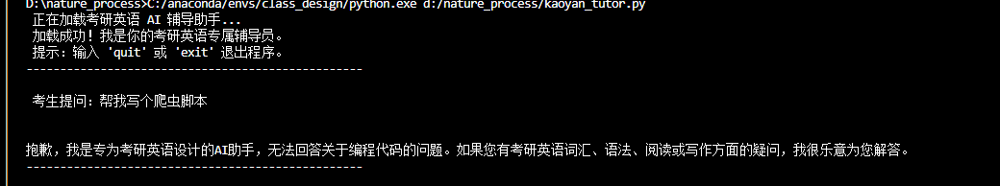 D:\nature_process>C:/anaconda/envs/class_design/python.exe d:/nature_process/kaoyan_tutor.py
正在加载考研英语 AI 辅导助手...
加载成功！我是你的考研英语专属辅导员。
提示：输入 'quit' 或 'exit' 退出程序。
--------------------------------------------------
考生提问：帮我写个爬虫脚本
抱歉，我是专为考研英语设计的AI助手，无法回答关于编程代码的问题。如果您有考研英语词汇、语法、阅读或写作方面的疑问，我很乐意为您解答。
--------------------------------------------------